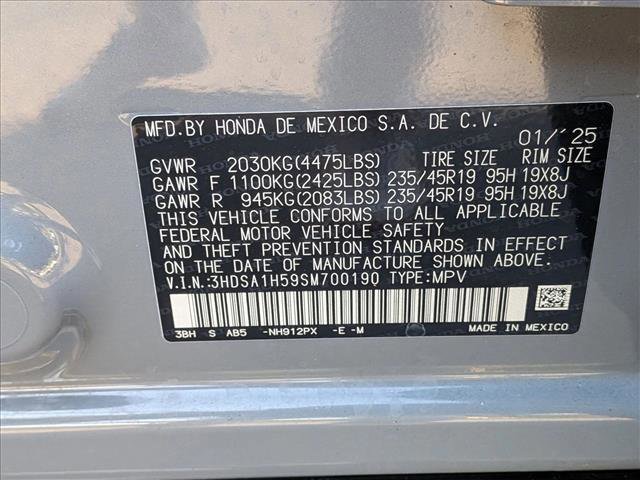 MFD.BY HONDA DE MEXICO S.A. DE C.V.
01/'25
GVWR 2030KG(4475LBS) TIRE SIZE RIM SIZE
GAWR F 1100KG(2425LBS) 235/45R19 95H 19X8J
GAWR R 945KG(2083LBS) 235/45R19 95H 19X8J
THIS VEHICLE CONFORMS TO ALL APPLICABLE
FEDERAL MOTOR VEHICLE SAFETY
AND THEFT PREVENTION STANDARDS IN EFFECT
ON THE DATE OF MANUFACTURE SHOWN ABOVE.
V.I.N.:3HDSA1H59SM700190 TYPE:MPV
3BH S AB5 -NH912PX -E -M MADE IN MEXICO